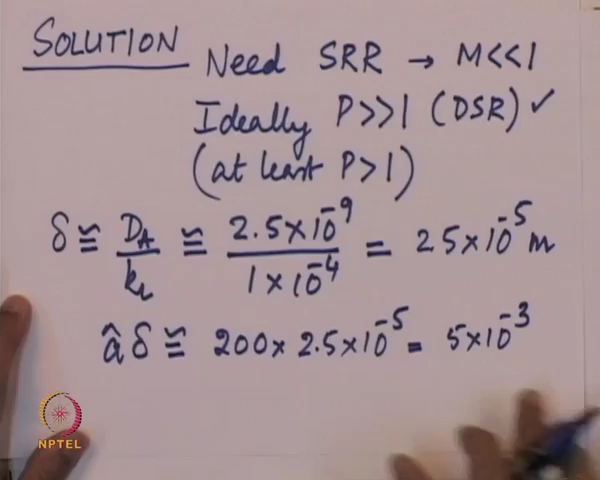 SOLUTION Need SRR → M<<1
Ideally P>>1 (DSR) ✓
(at least P>1)
δ ≅ D_A/k_L ≅ 2.5×10^-9/1×10^-4 = 2.5×10^-5 m
âδ ≅ 200×2.5×10^-5 = 5×10^-3
NPTEL